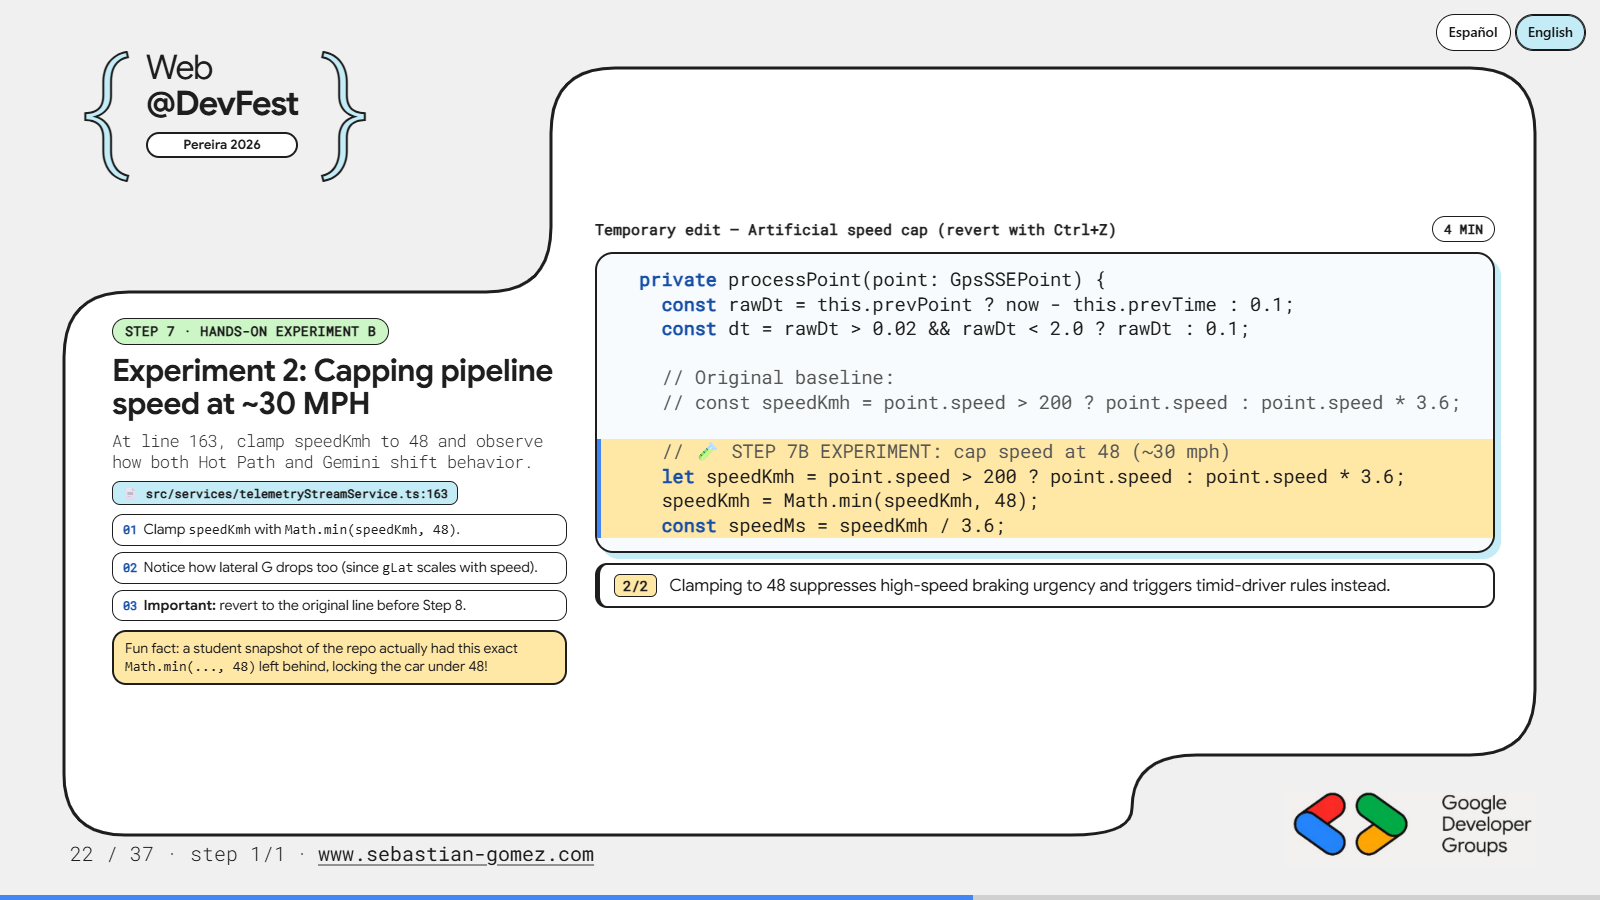 Español
English
Web
@DevFest
Pereira 2026
STEP 7 · HANDS-ON EXPERIMENT B
Experiment 2: Capping pipeline
speed at ~30 MPH
At line 163, clamp speedKmh to 48 and observe
how both Hot Path and Gemini shift behavior.
src/services/telemetryStreamService.ts:163
01 Clamp speedKmh with Math.min(speedKmh, 48).
02 Notice how lateral G drops too (since gLat scales with speed).
03 Important: revert to the original line before Step 8.
Fun fact: a student snapshot of the repo actually had this exact
Math.min(..., 48) left behind, locking the car under 48!
Temporary edit — Artificial speed cap (revert with Ctrl+Z)
4 MIN
private processPoint(point: GpsSSEPoint) {
const rawDt = this.prevPoint ? now - this.prevTime : 0.1;
const dt = rawDt > 0.02 && rawDt < 2.0 ? rawDt : 0.1;
// Original baseline:
// const speedKmh = point.speed > 200 ? point.speed : point.speed * 3.6;
// 🧪 STEP 7B EXPERIMENT: cap speed at 48 (~30 mph)
let speedKmh = point.speed > 200 ? point.speed : point.speed * 3.6;
speedKmh = Math.min(speedKmh, 48);
const speedMs = speedKmh / 3.6;
2/2 Clamping to 48 suppresses high-speed braking urgency and triggers timid-driver rules instead.
22 / 37 · step 1/1 · www.sebastian-gomez.com
Google
Developer
Groups